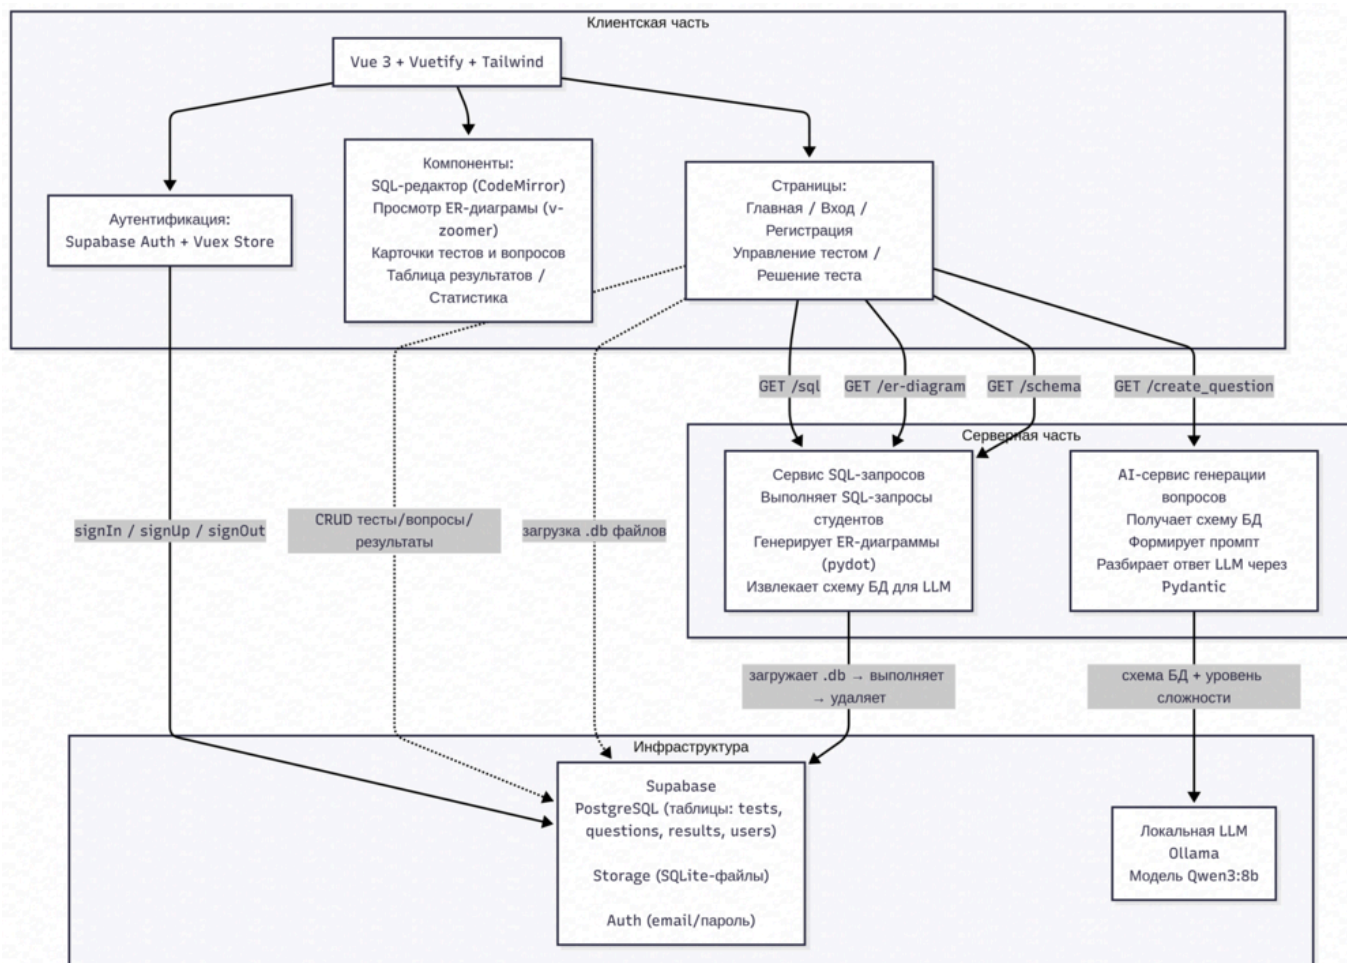 Клиентская часть
Vue 3 + Vuetify + Tailwind
Аутентификация:
Supabase Auth + Vuex Store
Компоненты:
SQL-редактор (CodeMirror)
Просмотр ER-диаграмы (v-
zoomer)
Карточки тестов и вопросов
Таблица результатов /
Статистика
Страницы:
Главная / Вход /
Регистрация
Управление тестом /
Решение теста
GET /sql
GET /er-diagram
GET /schema
GET /create_question
Серверная часть
Сервис SQL-запросов
Выполняет SQL-запросы
студентов
Генерирует ER-диаграммы
(pydot)
Извлекает схему БД для LLM
AI-сервис генерации
вопросов
Получает схему БД
Формирует промпт
Разбирает ответ LLM через
Pydantic
signIn / signUp / signOut
CRUD тесты/вопросы/
результаты
загрузка .db файлов
загружает .db → выполняет
→ удаляет
схема БД + уровень
сложности
Инфраструктура
Supabase
PostgreSQL (таблицы: tests,
questions, results, users)
Storage (SQLite-файлы)
Auth (email/пароль)
Локальная LLM
Ollama
Модель Qwen3:8b